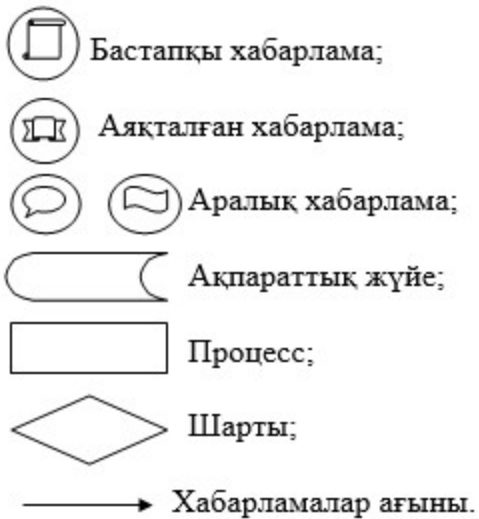 Бастапқы хабарлама;
Аяқталған хабарлама;
Аралық хабарлама;
Ақпараттық жүйе;
Процесс;
Шарты;
Хабарламалар ағыны.